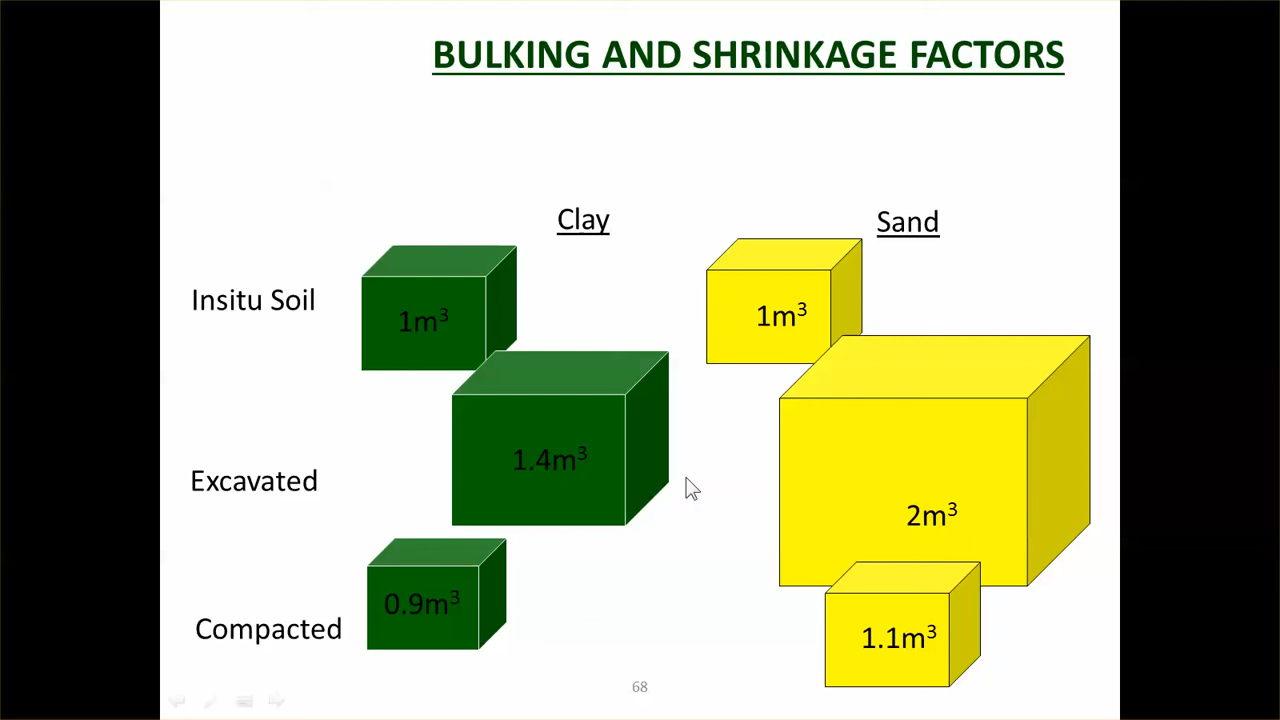 BULKING AND SHRINKAGE FACTORS
Clay
Sand
Insitu Soil
1m³
1m³
Excavated
1.4m³
2m³
Compacted
0.9m³
1.1m³
68